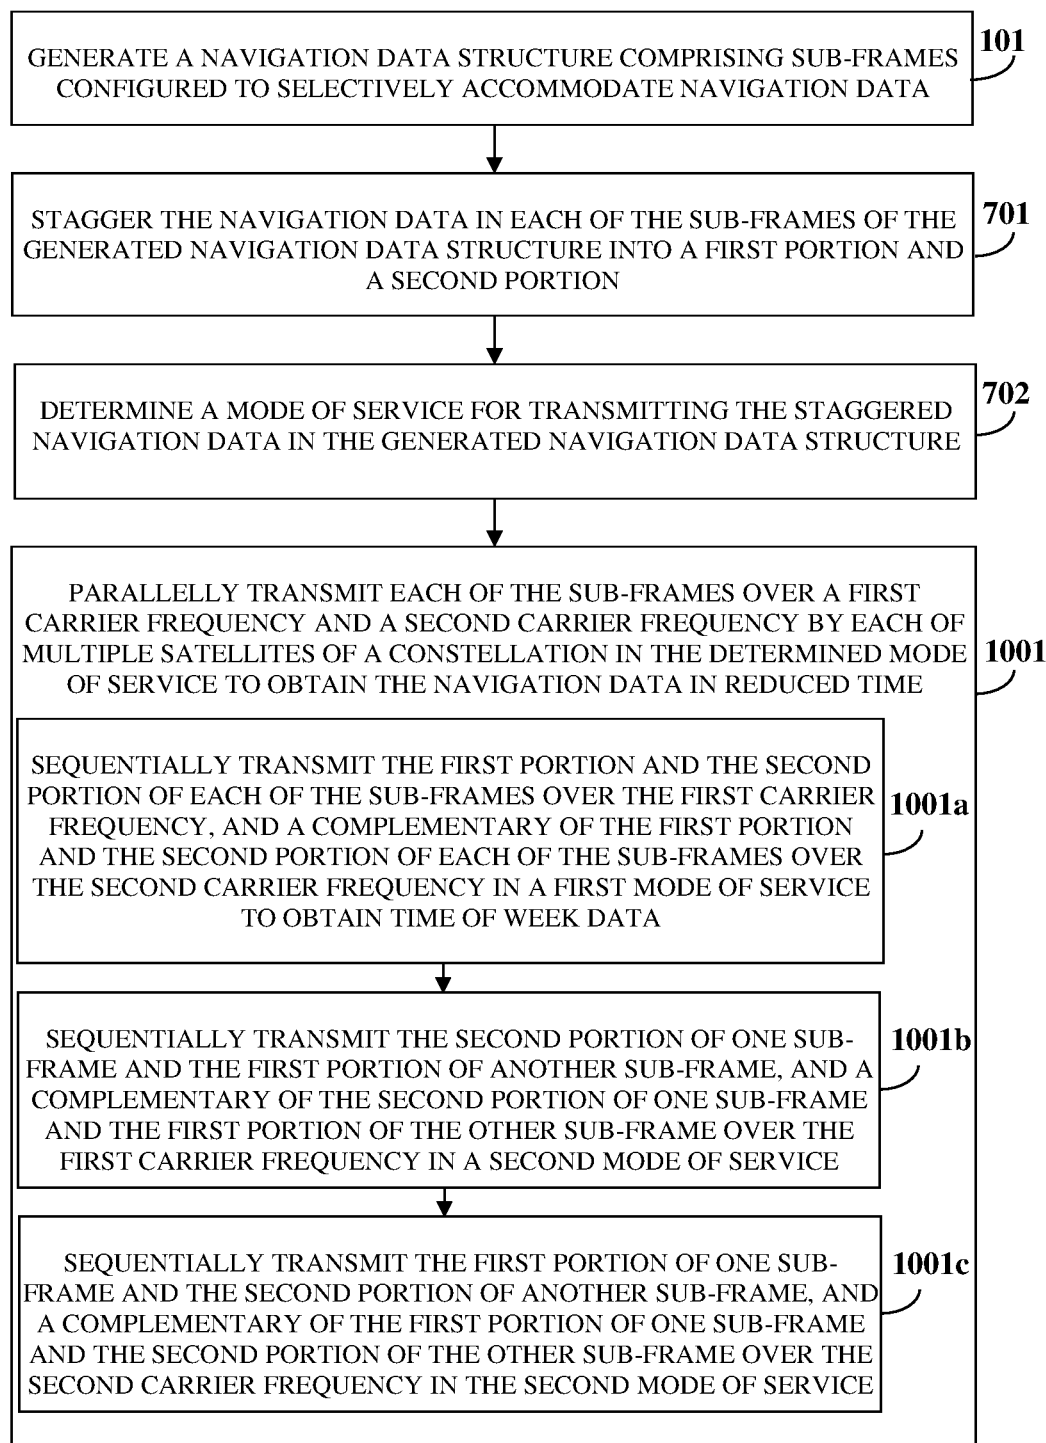 GENERATE A NAVIGATION DATA STRUCTURE COMPRISING SUB-FRAMES
CONFIGURED TO SELECTIVELY ACCOMMODATE NAVIGATION DATA
101
STAGGER THE NAVIGATION DATA IN EACH OF THE SUB-FRAMES OF THE
GENERATED NAVIGATION DATA STRUCTURE INTO A FIRST PORTION AND
A SECOND PORTION
701
DETERMINE A MODE OF SERVICE FOR TRANSMITTING THE STAGGERED
NAVIGATION DATA IN THE GENERATED NAVIGATION DATA STRUCTURE
702
PARALLELLY TRANSMIT EACH OF THE SUB-FRAMES OVER A FIRST
CARRIER FREQUENCY AND A SECOND CARRIER FREQUENCY BY EACH OF
MULTIPLE SATELLITES OF A CONSTELLATION IN THE DETERMINED MODE
OF SERVICE TO OBTAIN THE NAVIGATION DATA IN REDUCED TIME
1001
SEQUENTIALLY TRANSMIT THE FIRST PORTION AND THE SECOND
PORTION OF EACH OF THE SUB-FRAMES OVER THE FIRST CARRIER
FREQUENCY, AND A COMPLEMENTARY OF THE FIRST PORTION
AND THE SECOND PORTION OF EACH OF THE SUB-FRAMES OVER
THE SECOND CARRIER FREQUENCY IN A FIRST MODE OF SERVICE
TO OBTAIN TIME OF WEEK DATA
1001a
SEQUENTIALLY TRANSMIT THE SECOND PORTION OF ONE SUB-
FRAME AND THE FIRST PORTION OF ANOTHER SUB-FRAME, AND A
COMPLEMENTARY OF THE SECOND PORTION OF ONE SUB-FRAME
AND THE FIRST PORTION OF THE OTHER SUB-FRAME OVER THE
FIRST CARRIER FREQUENCY IN A SECOND MODE OF SERVICE
1001b
SEQUENTIALLY TRANSMIT THE FIRST PORTION OF ONE SUB-
FRAME AND THE SECOND PORTION OF ANOTHER SUB-FRAME, AND
A COMPLEMENTARY OF THE FIRST PORTION OF ONE SUB-FRAME
AND THE SECOND PORTION OF THE OTHER SUB-FRAME OVER THE
SECOND CARRIER FREQUENCY IN THE SECOND MODE OF SERVICE
1001c